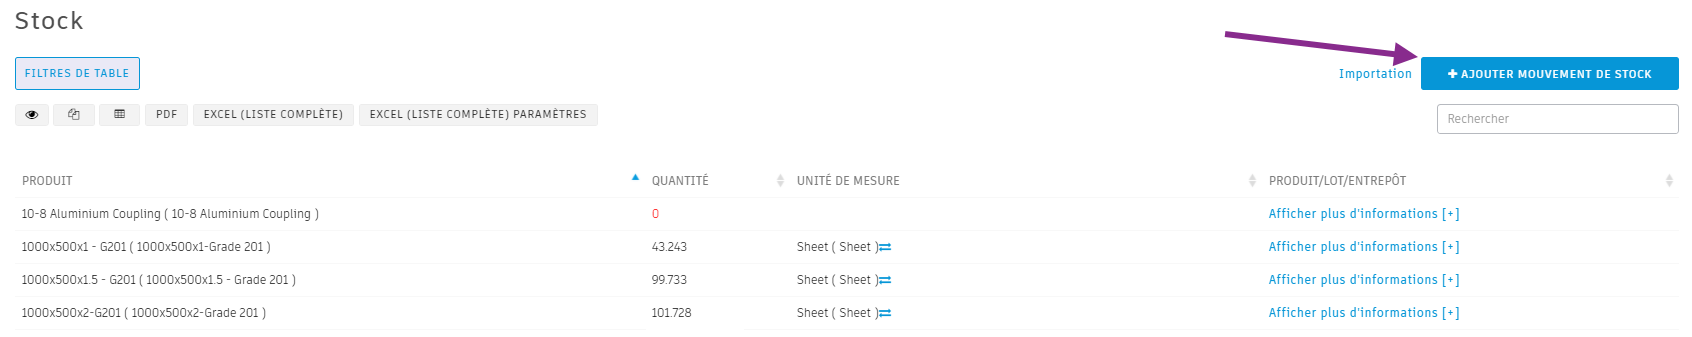 Stock
FILTRES DE TABLE
Importation
AJOUTER MOUVEMENT DE STOCK
PDF
EXCEL (LISTE COMPLÈTE)
EXCEL (LISTE COMPLÈTE) PARAMÈTRES
Rechercher
PRODUIT QUANTITÉ UNITÉ DE MESURE PRODUIT/LOT/ENTREPÔT
10-8 Aluminium Coupling ( 10-8 Aluminium Coupling ) 0 Afficher plus d'informations [+]
1000x500x1 - G201 ( 1000x500x1-Grade 201 ) 43.243 Sheet ( Sheet ) Afficher plus d'informations [+]
1000x500x1.5 - G201 ( 1000x500x1.5 - Grade 201 ) 99.733 Sheet ( Sheet ) Afficher plus d'informations [+]
1000x500x2-G201 ( 1000x500x2-Grade 201 ) 101.728 Sheet ( Sheet ) Afficher plus d'informations [+]